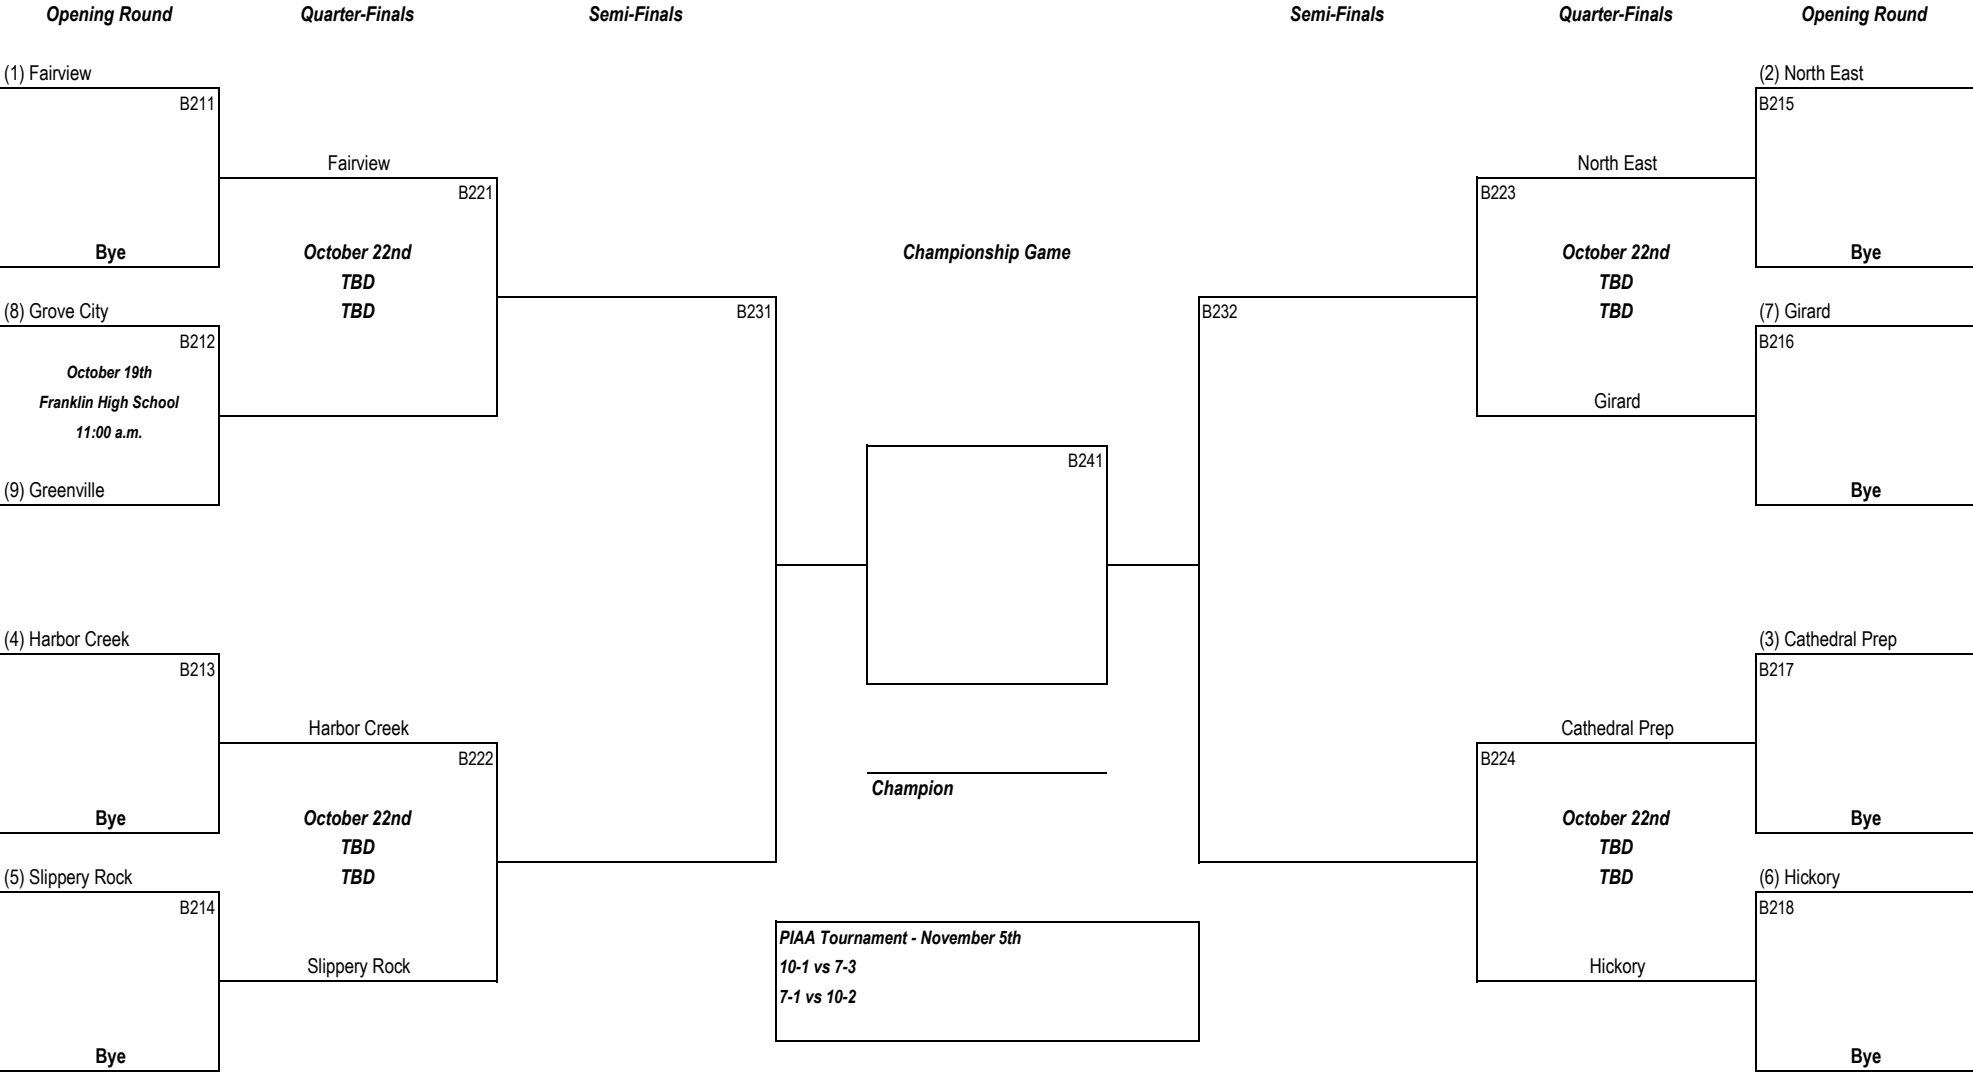 Opening Round
Quarter-Finals
Semi-Finals
Semi-Finals
Quarter-Finals
Opening Round
(1) Fairview
B211
Bye
(8) Grove City
B212
October 19th
Franklin High School
11:00 a.m.
(9) Greenville
(4) Harbor Creek
B213
Bye
(5) Slippery Rock
B214
Bye
Fairview
B221
October 22nd
TBD
TBD
Harbor Creek
B222
October 22nd
TBD
TBD
Slippery Rock
B231
Championship Game
B241
Champion
PIAA Tournament - November 5th
10-1 vs 7-3
7-1 vs 10-2
B232
North East
B223
October 22nd
TBD
TBD
Girard
Cathedral Prep
B224
October 22nd
TBD
TBD
Hickory
(2) North East
B215
Bye
(7) Girard
B216
Bye
(3) Cathedral Prep
B217
Bye
(6) Hickory
B218
Bye